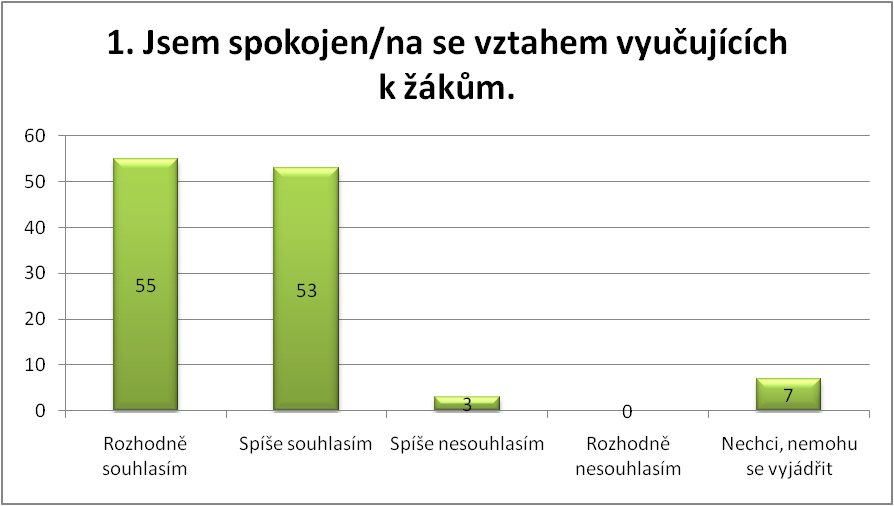 1. Jsem spokojen/na se vztahem vyučujících
k žákům.
60
50
40
30
20
10
0
55
53
3
0
7
Rozhodně
souhlasím
Spíše souhlasím
Spíše nesouhlasím
Rozhodně
nesouhlasím
Nechci, nemohu
se vyjádřit